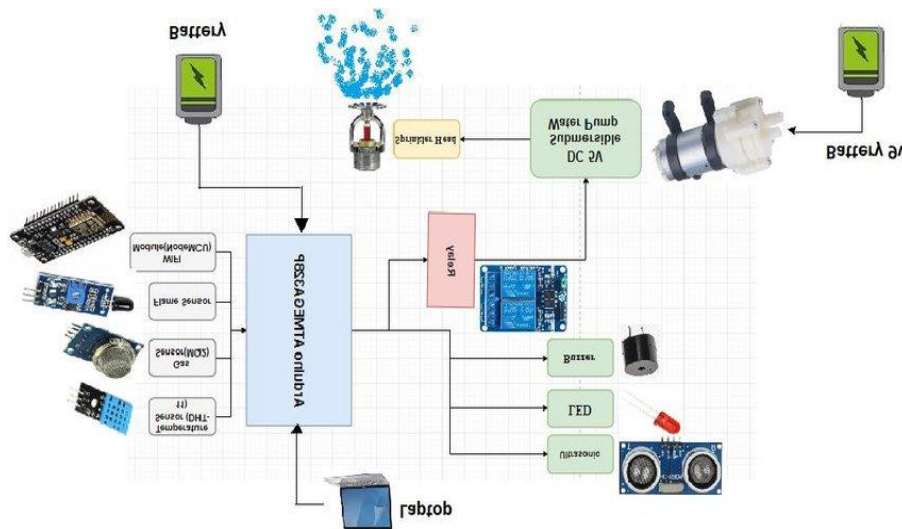 Laptop
Ultrasonic
LED
Buzzer
Temperature
Sensor (DHT-
11)
Gas
Sensor(MQ2)
Flame Sensor
WIFI
Module(NodeMCU)
Arduino ATMEGA328P
Relay
DC 5V
Submersible
Water Pump
Sprinkler Head
Battery 9v
Battery